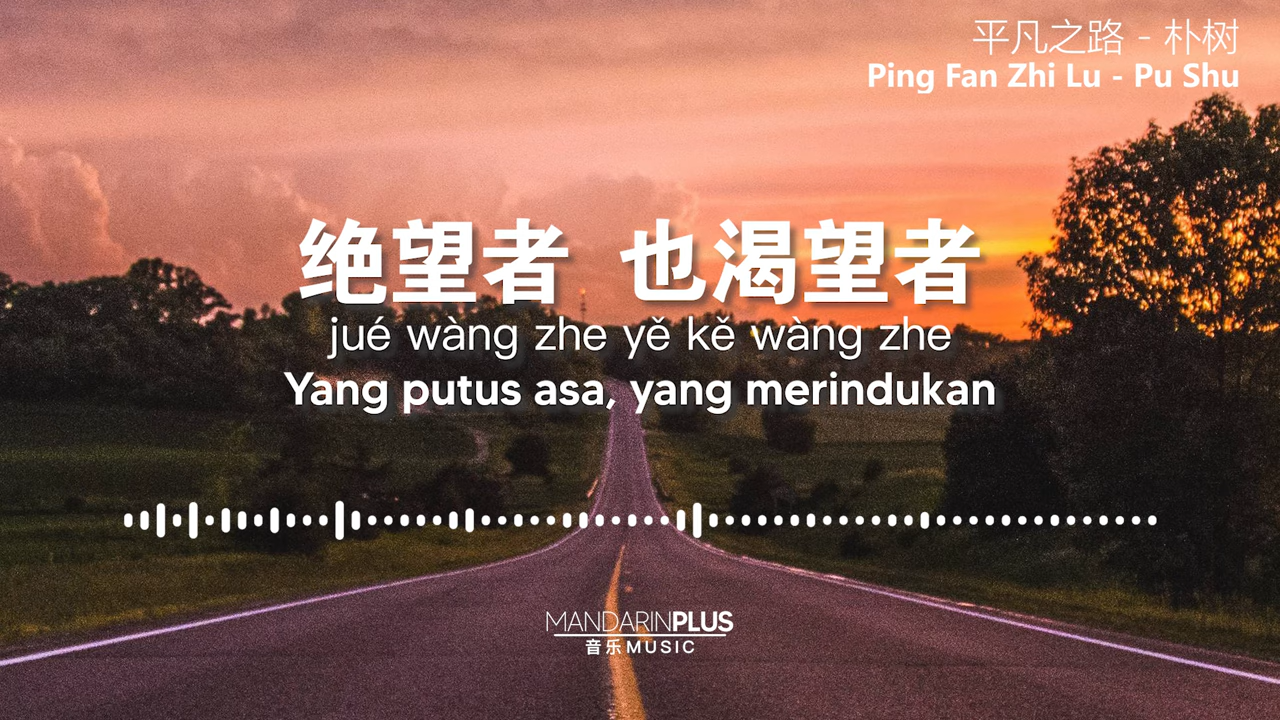 平凡之路 - 朴树
Ping Fan Zhi Lu - Pu Shu
绝望者 也渴望者
jué wàng zhe yě kě wàng zhe
Yang putus asa, yang merindukan
MANDARINPLUS
音乐MUSIC